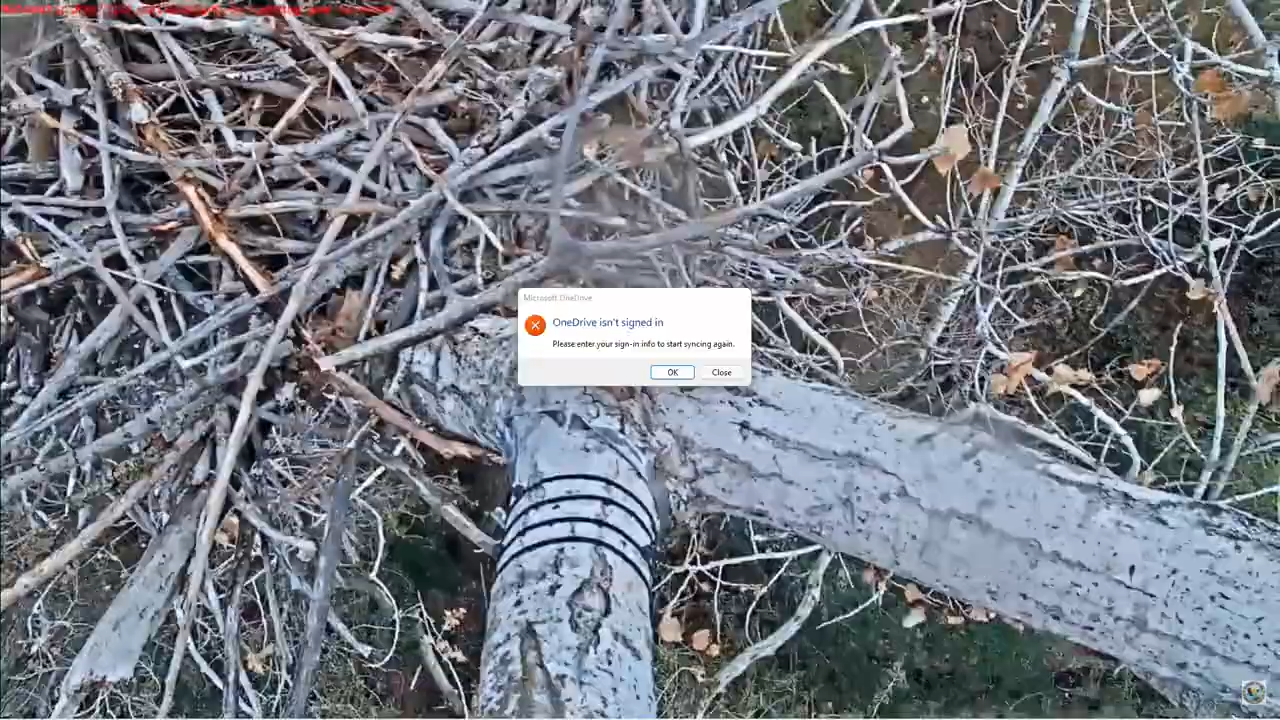 Microsoft OneDrive
OneDrive isn't signed in
Please enter your sign-in info to start syncing again.
OK
Close